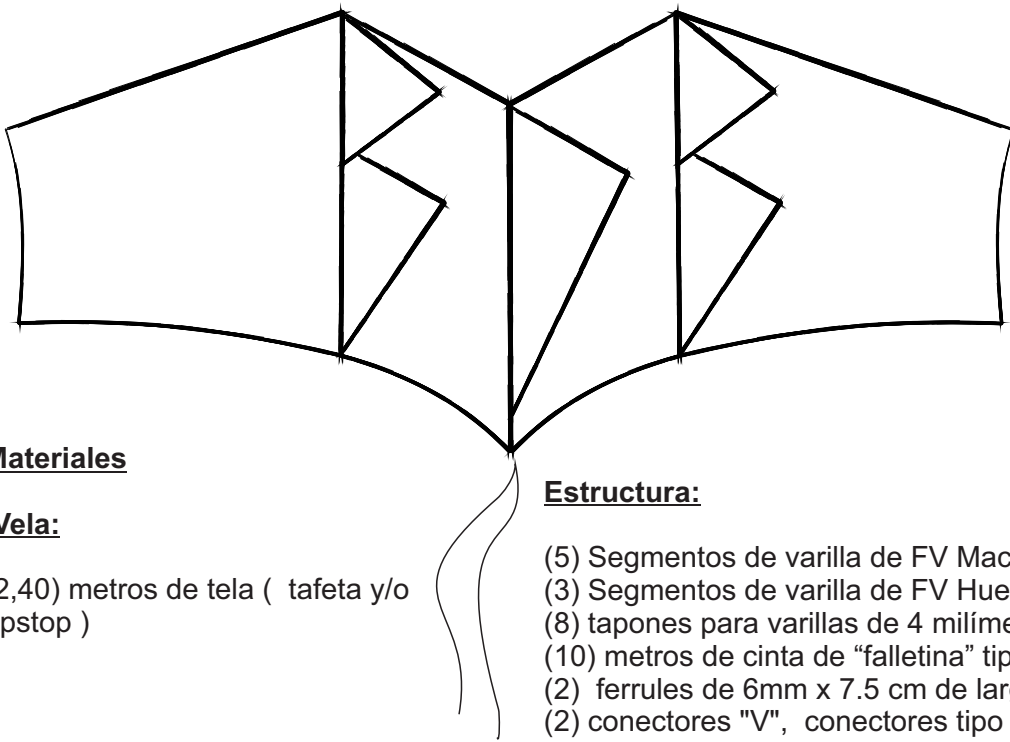 Materiales
Vela:
2,40) metros de tela ( tafeta y/o
pstop )
Estructura:
(5) Segmentos de varilla de FV Mac
(3) Segmentos de varilla de FV Hue
(8) tapones para varillas de 4 milíme
(10) metros de cinta de “falletina” tip
(2)  ferrules de 6mm x 7.5 cm de lar
(2) conectores "V",  conectores tipo